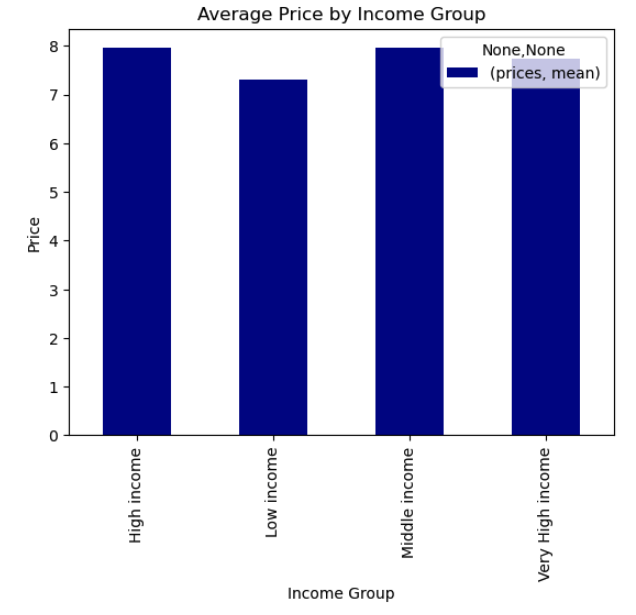 Average Price by Income Group
None,None
(prices, mean)
8
7
6
5
4
3
2
1
0
Price
High income
Low income
Middle income
Very High income
Income Group